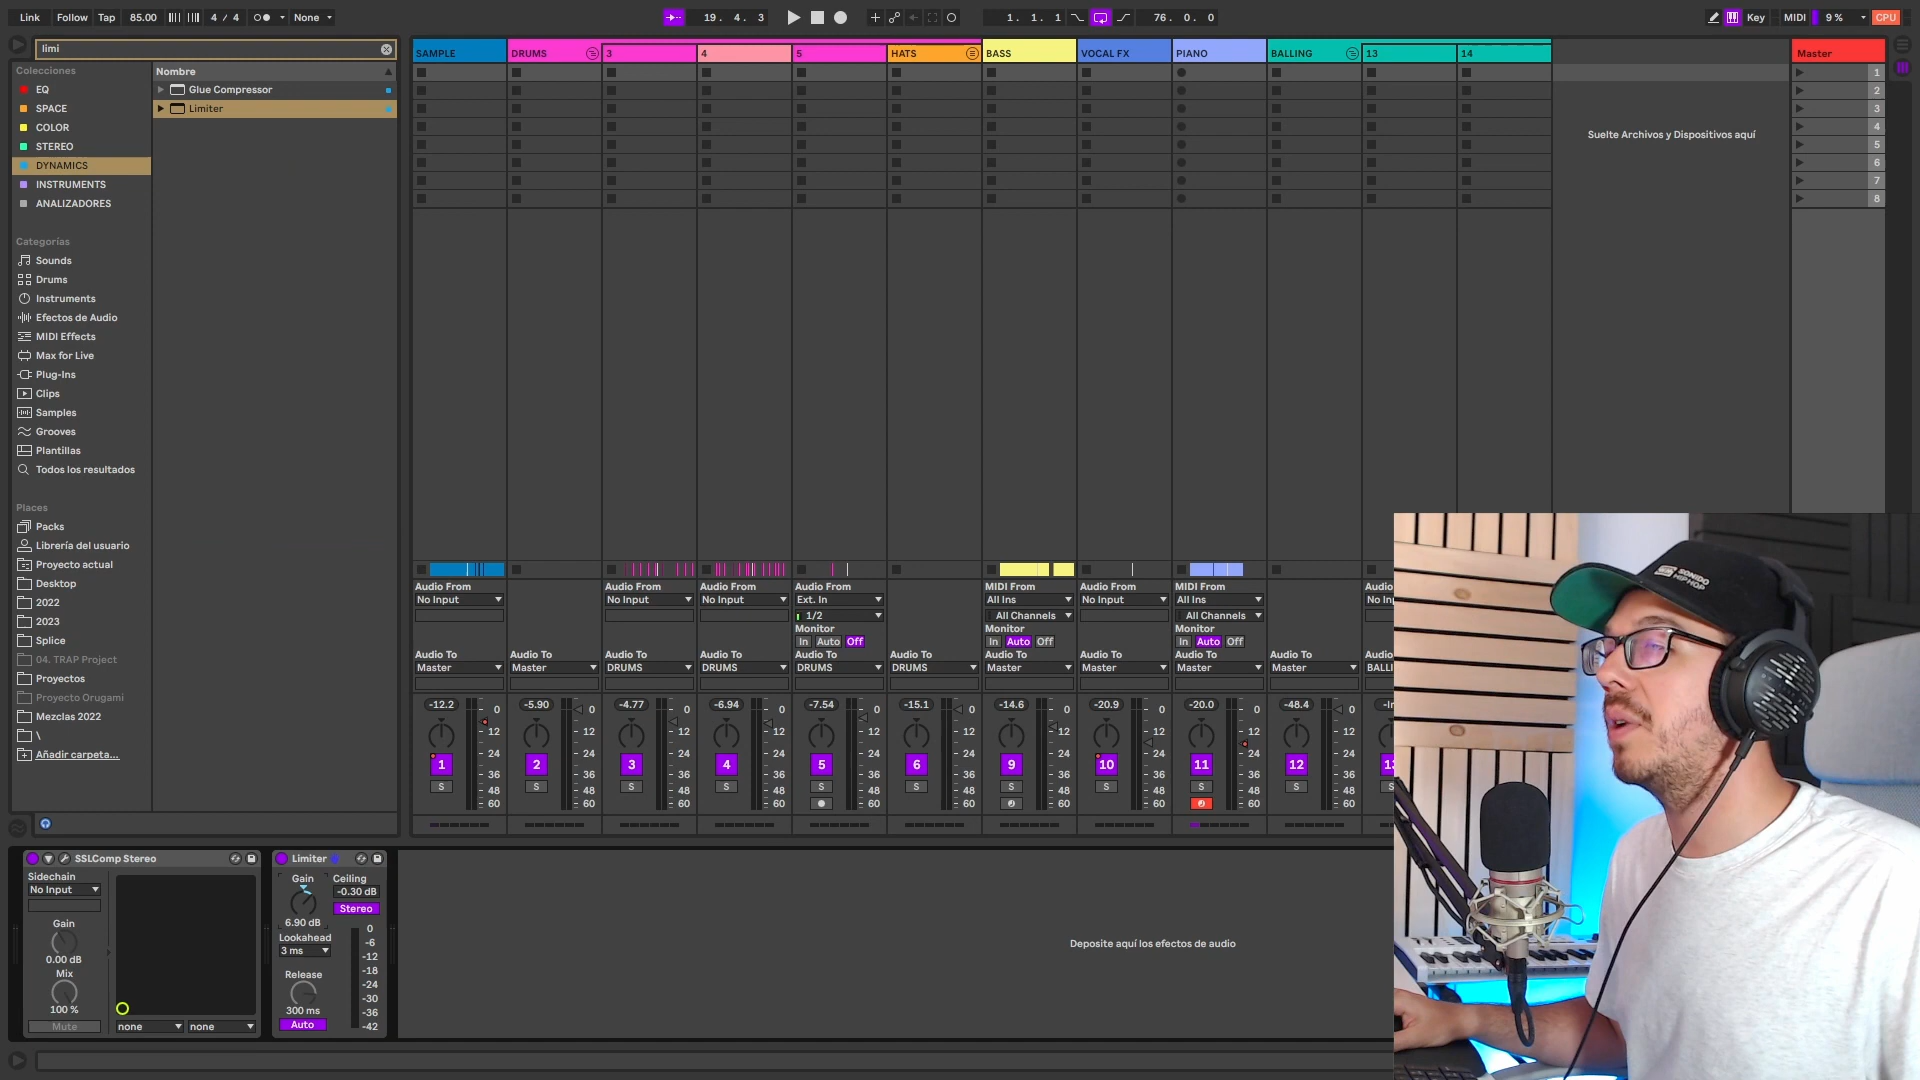 Link Follow Tap 85.00 4 / 4 None 19. 4. 3 1. 1. 1 76. 0. 0 Key MIDI 9 % CPU
limi
Colecciones
EQ
SPACE
COLOR
STEREO
DYNAMICS
INSTRUMENTS
ANALIZADORES
Categorías
Sounds
Drums
Instruments
Efectos de Audio
MIDI Effects
Max for Live
Plug-Ins
Clips
Samples
Grooves
Plantillas
Todos los resultados
Places
Packs
Librería del usuario
Proyecto actual
Desktop
2022
2023
Splice
04. TRAP Project
Proyectos
Proyecto Orugami
Mezclas 2022
\
Añadir carpeta...
Nombre
Glue Compressor
Limiter
SAMPLE DRUMS 3 4 5 HATS BASS VOCAL FX PIANO BALLING 13 14 Master
1
2
3
4
5
6
7
8
Suelte Archivos y Dispositivos aquí
Audio From Audio From Audio From Audio From MIDI From Audio From MIDI From
No Input No Input No Input Ext. In All Ins No Input All Ins
1/2 All Channels All Channels
Monitor Monitor Monitor
In Auto Off In Auto Off In Auto Off
Audio To Audio To Audio To Audio To Audio To Audio To Audio To Audio To Audio To Audio To
Master Master DRUMS DRUMS DRUMS DRUMS Master Master Master Master
-12.2 -5.90 -4.77 -6.94 -7.54 -15.1 -14.6 -20.9 -20.0 -48.4
0 0 0 0 0 0 0 0 0 0
12 12 12 12 12 12 12 12 12 12
24 24 24 24 24 24 24 24 24 24
1 2 3 4 5 6 9 10 11 12
36 36 36 36 36 36 36 36 36 36
S S S S S S S S S S
48 48 48 48 48 48 48 48 48 48
60 60 60 60 60 60 60 60 60 60
SSLComp Stereo
Sidechain
No Input
Gain
0.00 dB
Mix
100 %
Mute none none
Limiter
Gain Ceiling
-0.30 dB
Stereo
6.90 dB
Lookahead
3 ms
Release
300 ms
Auto
0
-6
-12
-18
-24
-30
-36
-42
Deposite aquí los efectos de audio
SONIDO
HIPHOP